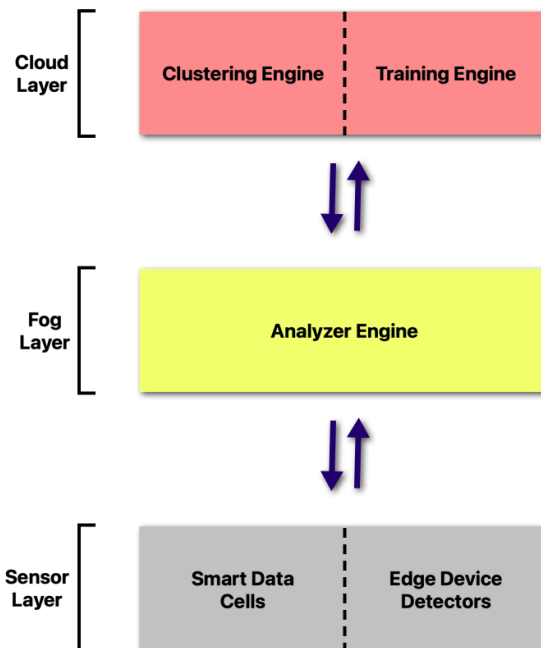 Cloud
Layer
Clustering Engine
Training Engine
Fog
Layer
Analyzer Engine
Sensor
Layer
Smart Data
Cells
Edge Device
Detectors